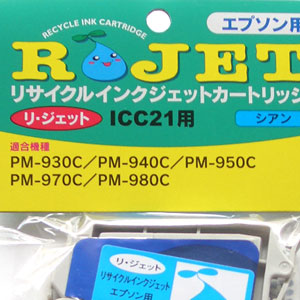 RECYCLE INK CARTRIDGE
エプソン用
R JET
リサイクルインクジェットカートリッジ
リ・ジェット
ICC21用
シアン
適合機種
PM-930C／PM-940C／PM-950C
PM-970C／PM-980C
リ・ジェット
リサイクルインクジェット
エプソン用